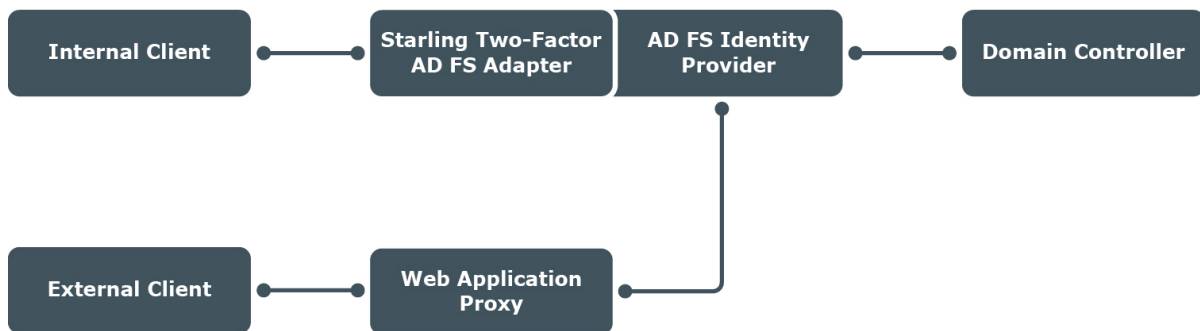 Internal Client
Starling Two-Factor
AD FS Adapter
AD FS Identity
Provider
Domain Controller
External Client
Web Application
Proxy